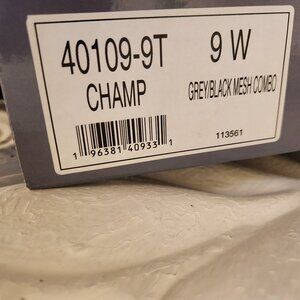 40109-9T
9 W
CHAMP
GREY/BLACK MESH COMBO
1 96381 40933 1
113561